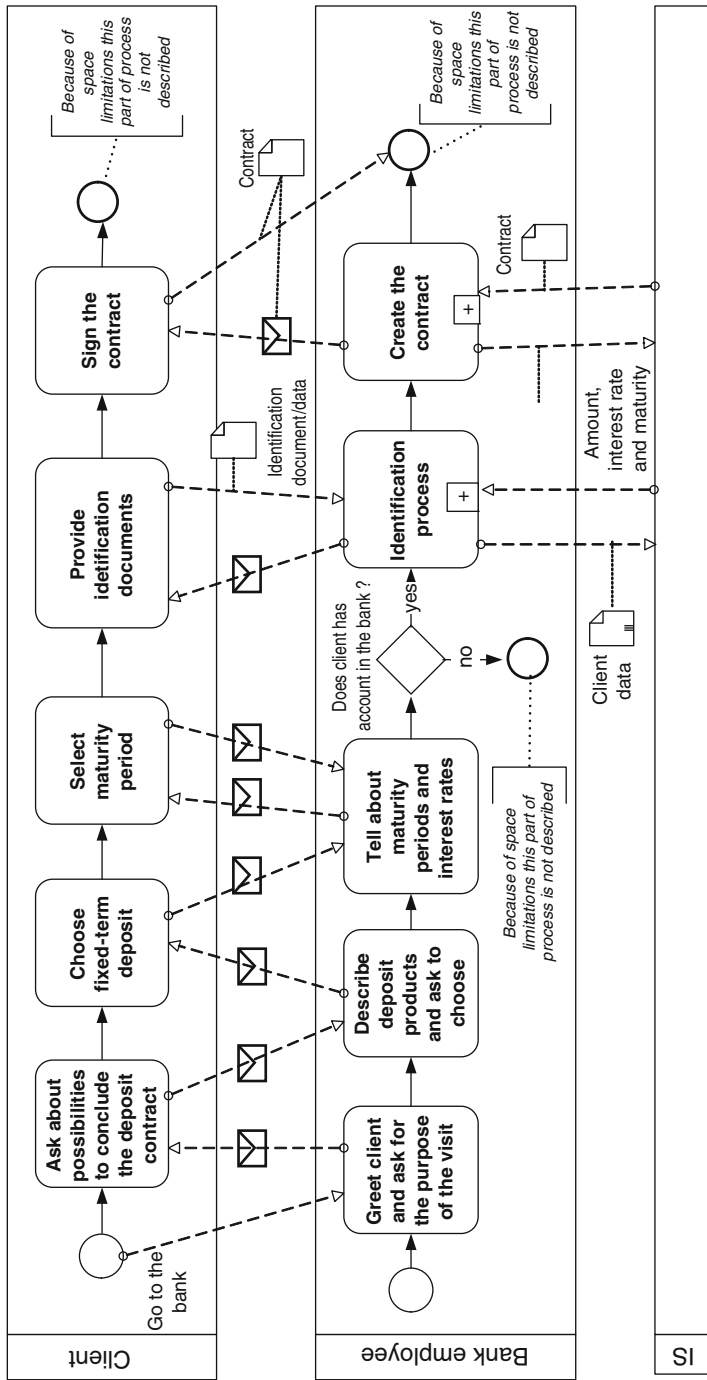 Client
Go to the
bank
Ask about
possibilities
to conclude
the deposit
contract
Choose
fixed-term
deposit
Select
maturity
period
Provide
idetification
documents
Sign the
contract
Because of
space
limitations this
part of process
is not
described
Identification
document/data
Contract
Bank employee
Greet client
and ask for
the purpose
of the visit
Describe
deposit
products
and ask to
choose
Tell about
maturity
periods and
interest rates
Does client has
account in the bank ?
yes
no
Because of space
limitations this part of
process is not described
Identification
process
+
Create the
contract
+
Because of
space
limitations this
part of
process is not
described
Client
data
Amount,
interest rate
and maturity
Contract
IS